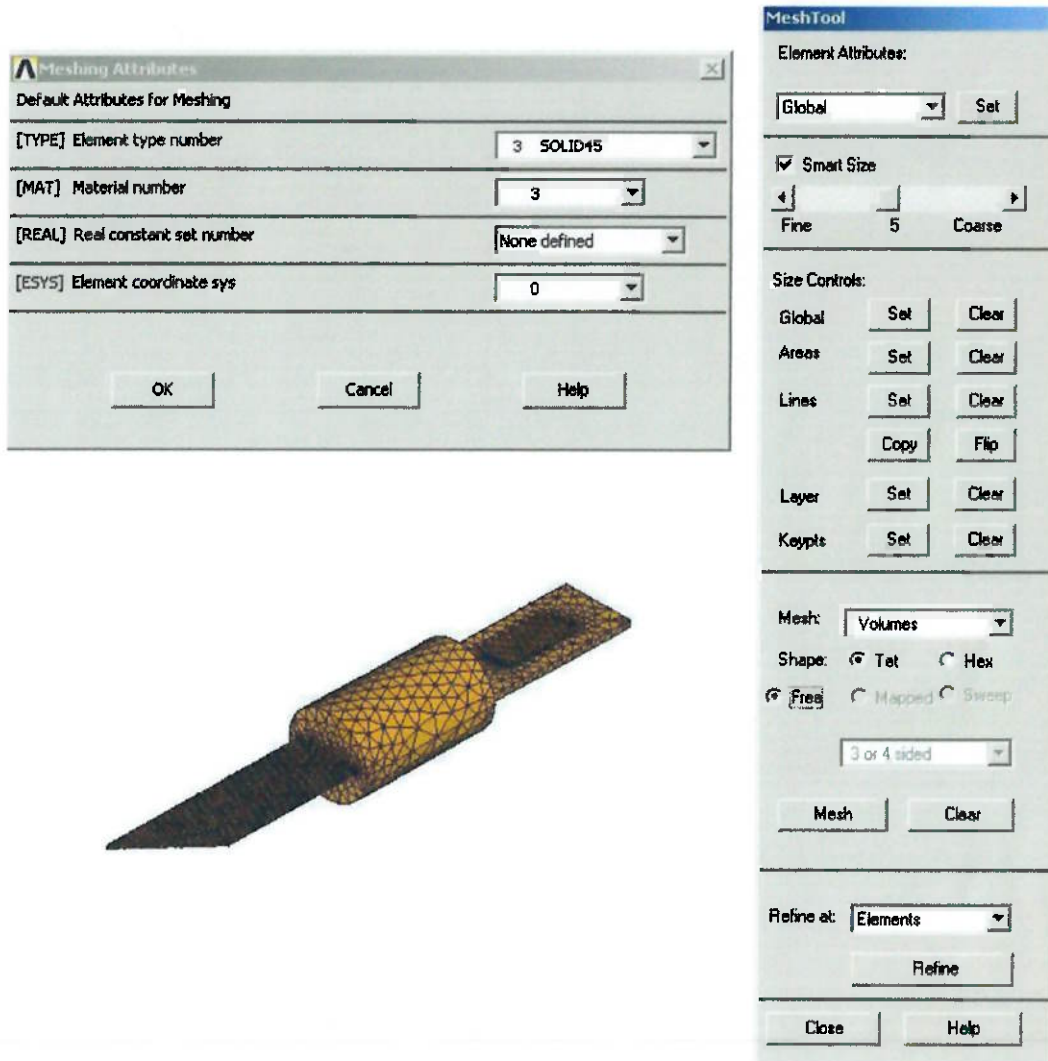 Meshing Attributes
Default Attributes for Meshing
[TYPE] Element type number
3 SOLID45
[MAT] Material number
3
[REAL] Real constant set number
None defined
[ESYS] Element coordinate sys
0
OK Cancel Help
MeshTool
Element Attributes:
Global Set
Smart Size
Fine 5 Coarse
Size Controls:
Global Set Clear
Areas Set Clear
Lines Set Clear
Copy Flip
Layer Set Clear
Keypts Set Clear
Mesh: Volumes
Shape: Tet Hex
Free Mapped Sweep
3 or 4 sided
Mesh Clear
Refine at: Elements
Refine
Close Help